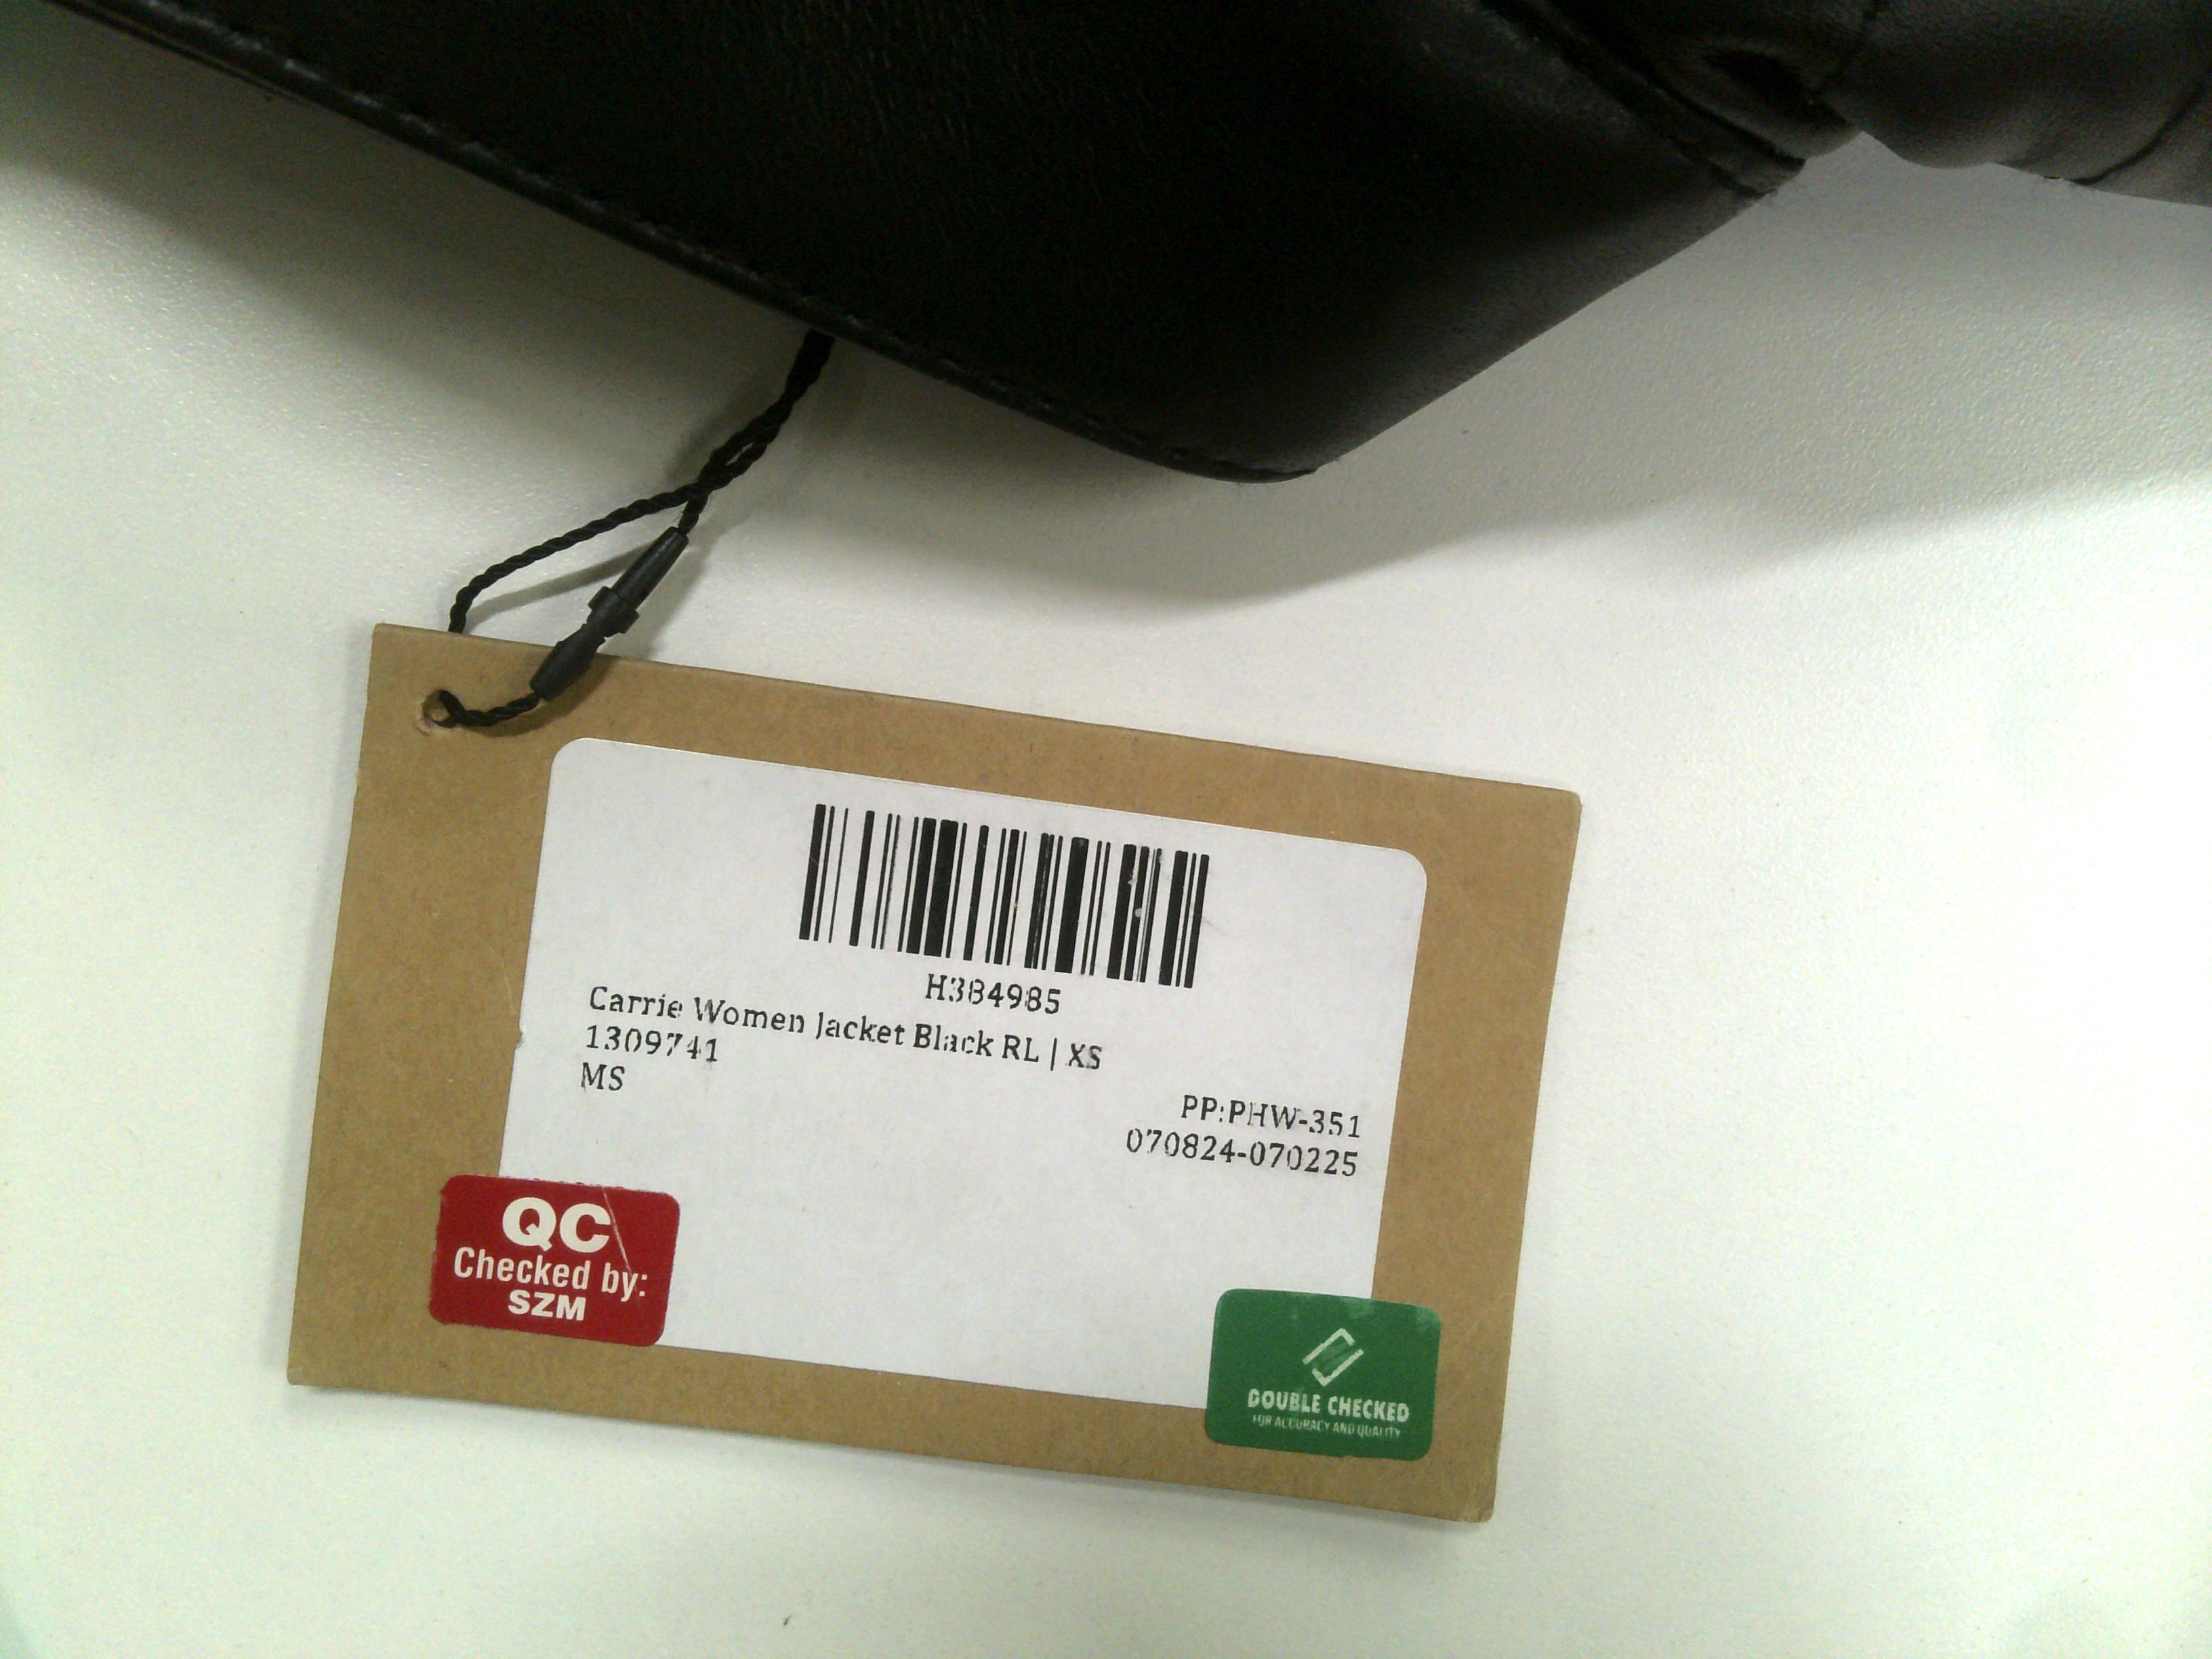 H384985
Carrie Women Jacket Black RL | XS
1309741
MS
PP:PHW-351
070824-070225
QC
Checked by:
SZM
DOUBLE CHECKED
FOR ACCURACY AND QUALITY